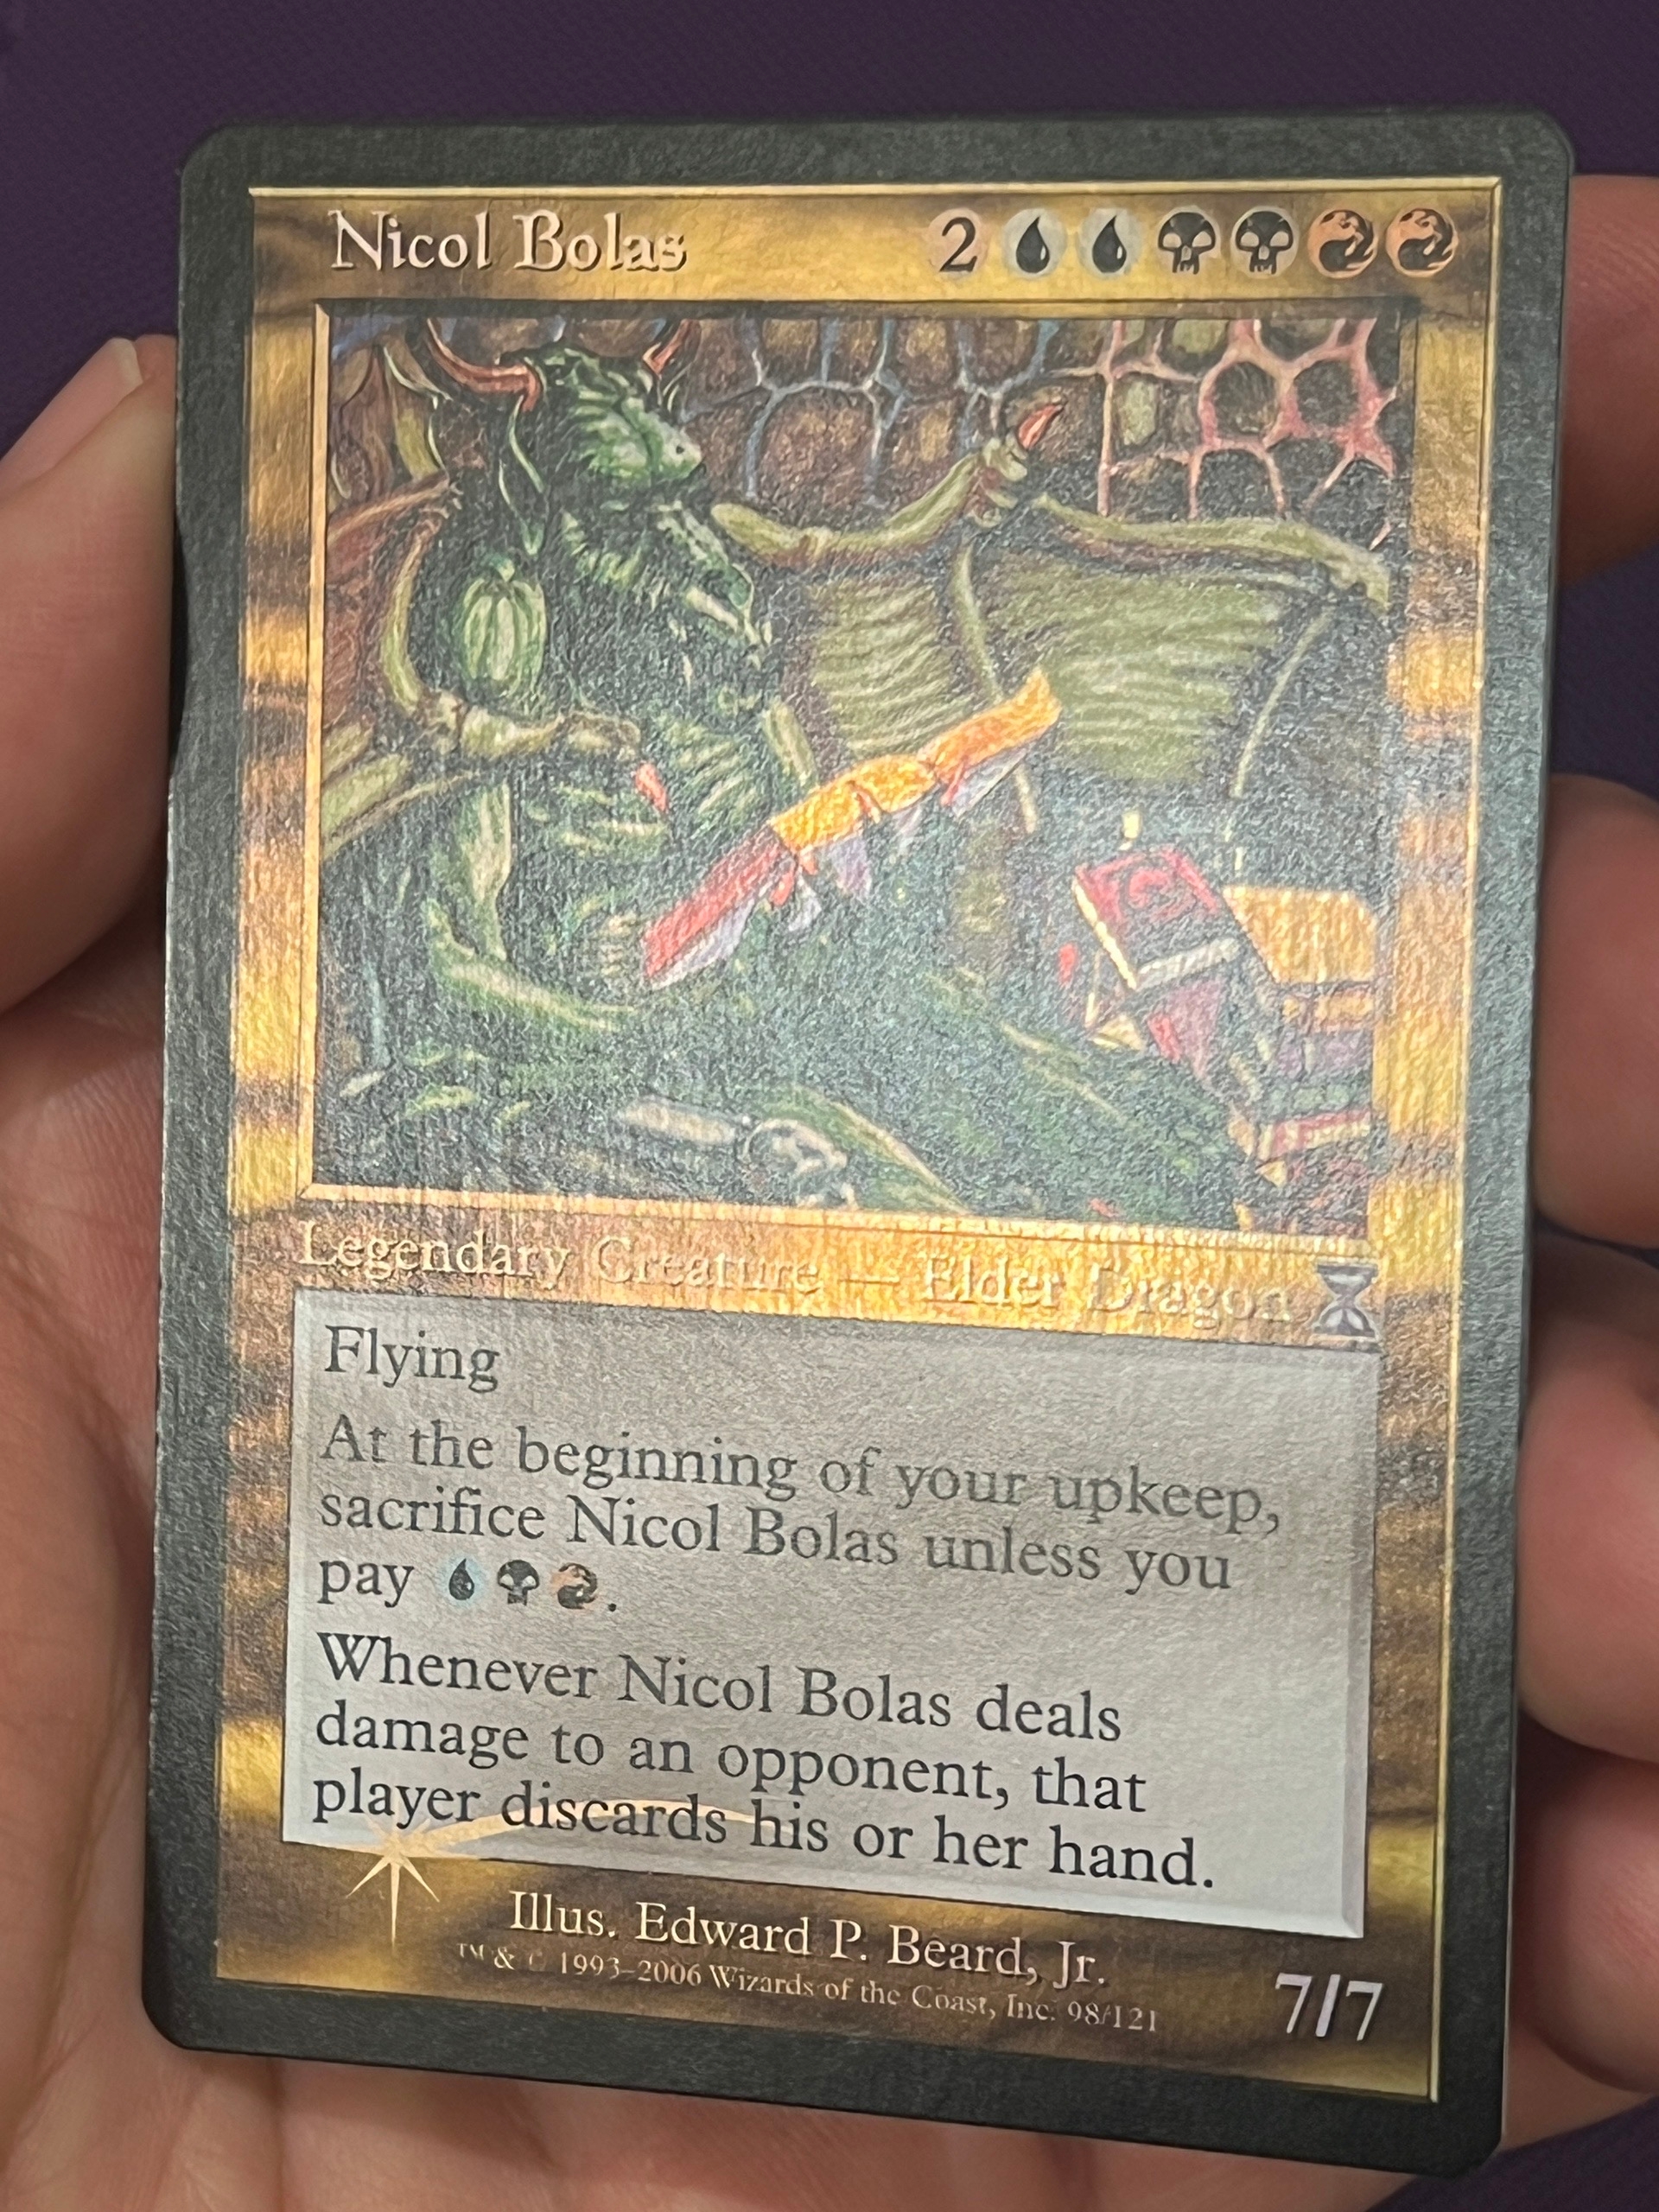 Nicol Bolas 2
Legendary Creature — Elder Dragon
Flying
At the beginning of your upkeep,
sacrifice Nicol Bolas unless you
pay .
Whenever Nicol Bolas deals
damage to an opponent, that
player discards his or her hand.
Illus. Edward P. Beard, Jr.
™ & © 1993–2006 Wizards of the Coast, Inc. 98/121
7/7